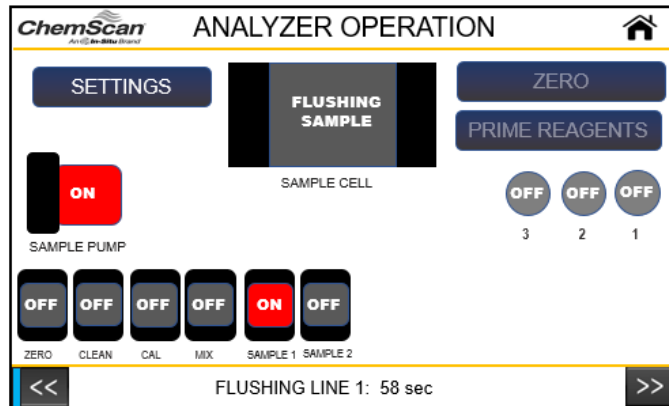 ChemScan
An In-Situ Brand
ANALYZER OPERATION
SETTINGS
FLUSHING
SAMPLE
SAMPLE CELL
ZERO
PRIME REAGENTS
ON
SAMPLE PUMP
OFF OFF OFF
3 2 1
OFF OFF OFF OFF ON OFF
ZERO CLEAN CAL MIX SAMPLE 1 SAMPLE 2
<< FLUSHING LINE 1: 58 sec >>